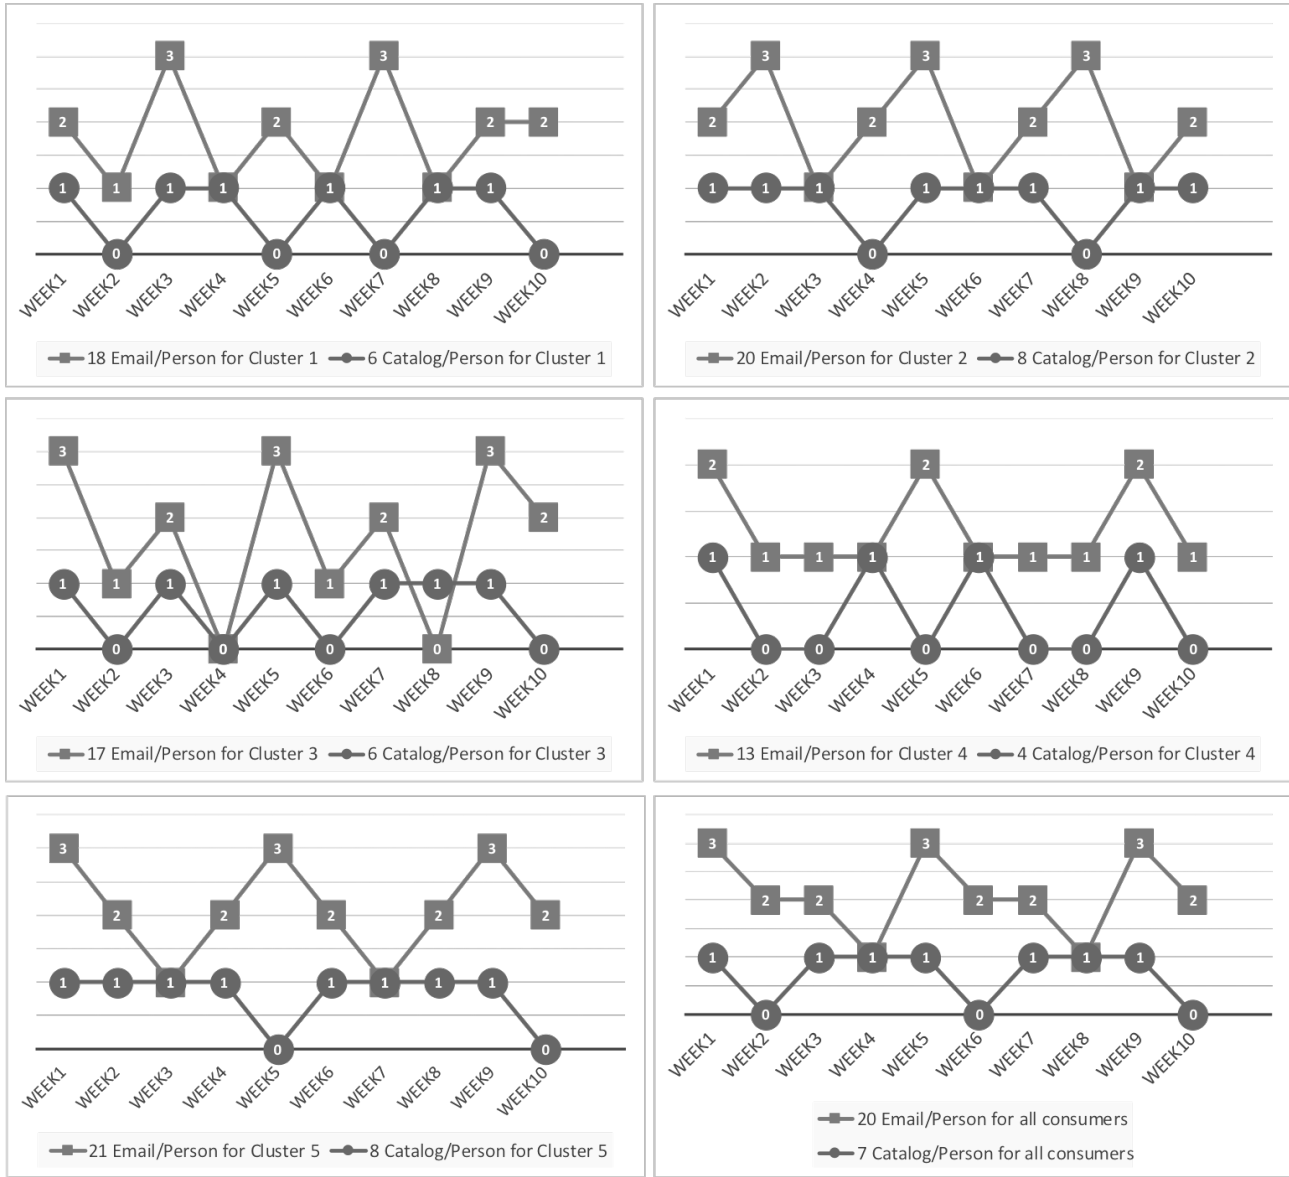 3 3
2 2 2 2
1 1 1 1 1 1 1
0 0 0 0
WEEK1 WEEK2 WEEK3 WEEK4 WEEK5 WEEK6 WEEK7 WEEK8 WEEK9 WEEK10
18 Email/Person for Cluster 1 6 Catalog/Person for Cluster 1
3 3 3
2 2 2 2
1 1 1 1 1 1 1 1
0 0
WEEK1 WEEK2 WEEK3 WEEK4 WEEK5 WEEK6 WEEK7 WEEK8 WEEK9 WEEK10
20 Email/Person for Cluster 2 8 Catalog/Person for Cluster 2
3 3 3
2 2 2
1 1 1 1 1 1 1 1
0 0 0 0 0
WEEK1 WEEK2 WEEK3 WEEK4 WEEK5 WEEK6 WEEK7 WEEK8 WEEK9 WEEK10
17 Email/Person for Cluster 3 6 Catalog/Person for Cluster 3
2 2 2
1 1 1 1 1 1 1 1 1
0 0 0 0 0 0
WEEK1 WEEK2 WEEK3 WEEK4 WEEK5 WEEK6 WEEK7 WEEK8 WEEK9 WEEK10
13 Email/Person for Cluster 4 4 Catalog/Person for Cluster 4
3 3 3
2 2 2 2 2
1 1 1 1 1 1 1 1
0 0
WEEK1 WEEK2 WEEK3 WEEK4 WEEK5 WEEK6 WEEK7 WEEK8 WEEK9 WEEK10
21 Email/Person for Cluster 5 8 Catalog/Person for Cluster 5
3 3 3
2 2 2 2 2
1 1 1 1 1 1 1
0 0 0
WEEK1 WEEK2 WEEK3 WEEK4 WEEK5 WEEK6 WEEK7 WEEK8 WEEK9 WEEK10
20 Email/Person for all consumers
7 Catalog/Person for all consumers